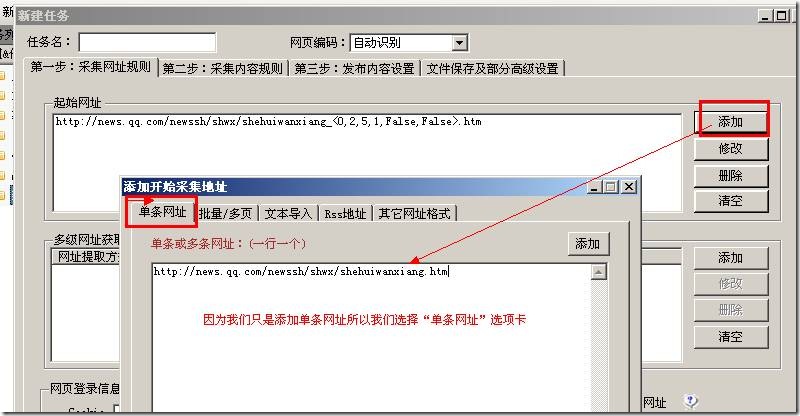 新建任务
任务名：
网页编码：
自动识别
第一步：采集网址规则
第二步：采集内容规则
第三步：发布内容设置
文件保存及部分高级设置
起始网址
http://news.qq.com/newssh/shwx/shehuiwanxiang_<0,2,5,1,False,False>.htm
添加
修改
删除
清空
添加开始采集地址
单条网址
批量/多页
文本导入
Rss地址
其它网址格式
单条或多条网址：(一行一个)
添加
http://news.qq.com/newssh/shwx/shehuiwanxiang.htm
因为我们只是添加单条网址所以我们选择“单条网址”选项卡
多级网址获取
网址提取方
添加
修改
删除
清空
网页登录信息
网址